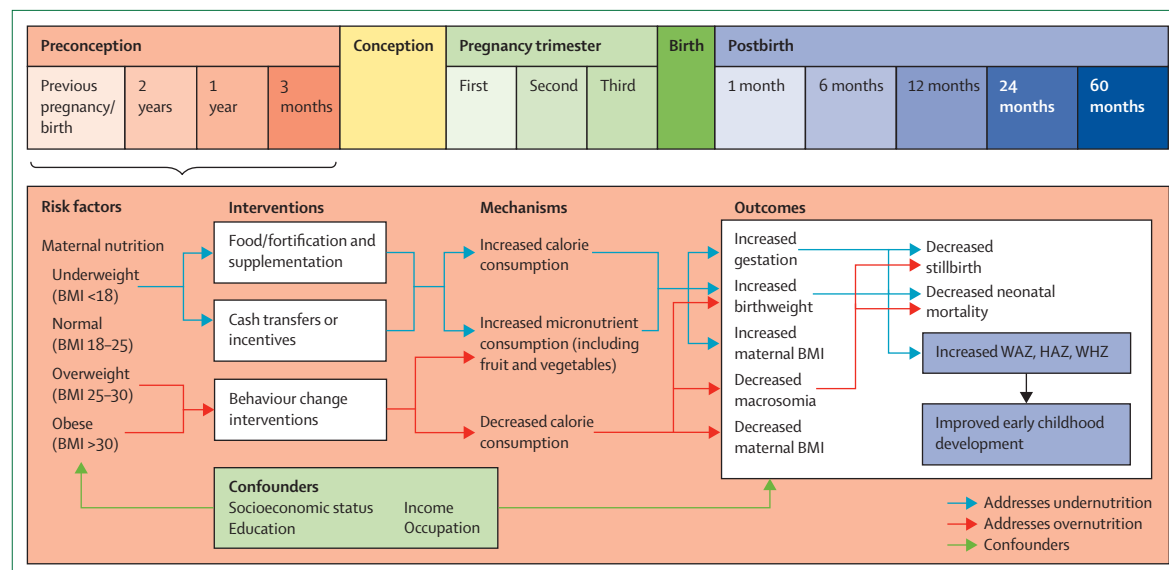 Preconception
Conception
Pregnancy trimester
Birth
Postbirth
Previous
pregnancy/
birth
2
years
1
year
3
months
First
Second
Third
1 month
6 months
12 months
24
months
60
months
Risk factors
Interventions
Mechanisms
Outcomes
Maternal nutrition
Underweight
(BMI <18)
Normal
(BMI 18–25)
Overweight
(BMI 25–30)
Obese
(BMI >30)
Food/fortification and
supplementation
Cash transfers or
incentives
Behaviour change
interventions
Increased calorie
consumption
Increased micronutrient
consumption (including
fruit and vegetables)
Decreased calorie
consumption
Increased
gestation
Increased
birthweight
Increased
maternal BMI
Decreased
macrosomia
Decreased
maternal BMI
Decreased
stillbirth
Decreased neonatal
mortality
Increased WAZ, HAZ, WHZ
Improved early childhood
development
Confounders
Socioeconomic status Income
Education Occupation
Addresses undernutrition
Addresses overnutrition
Confounders